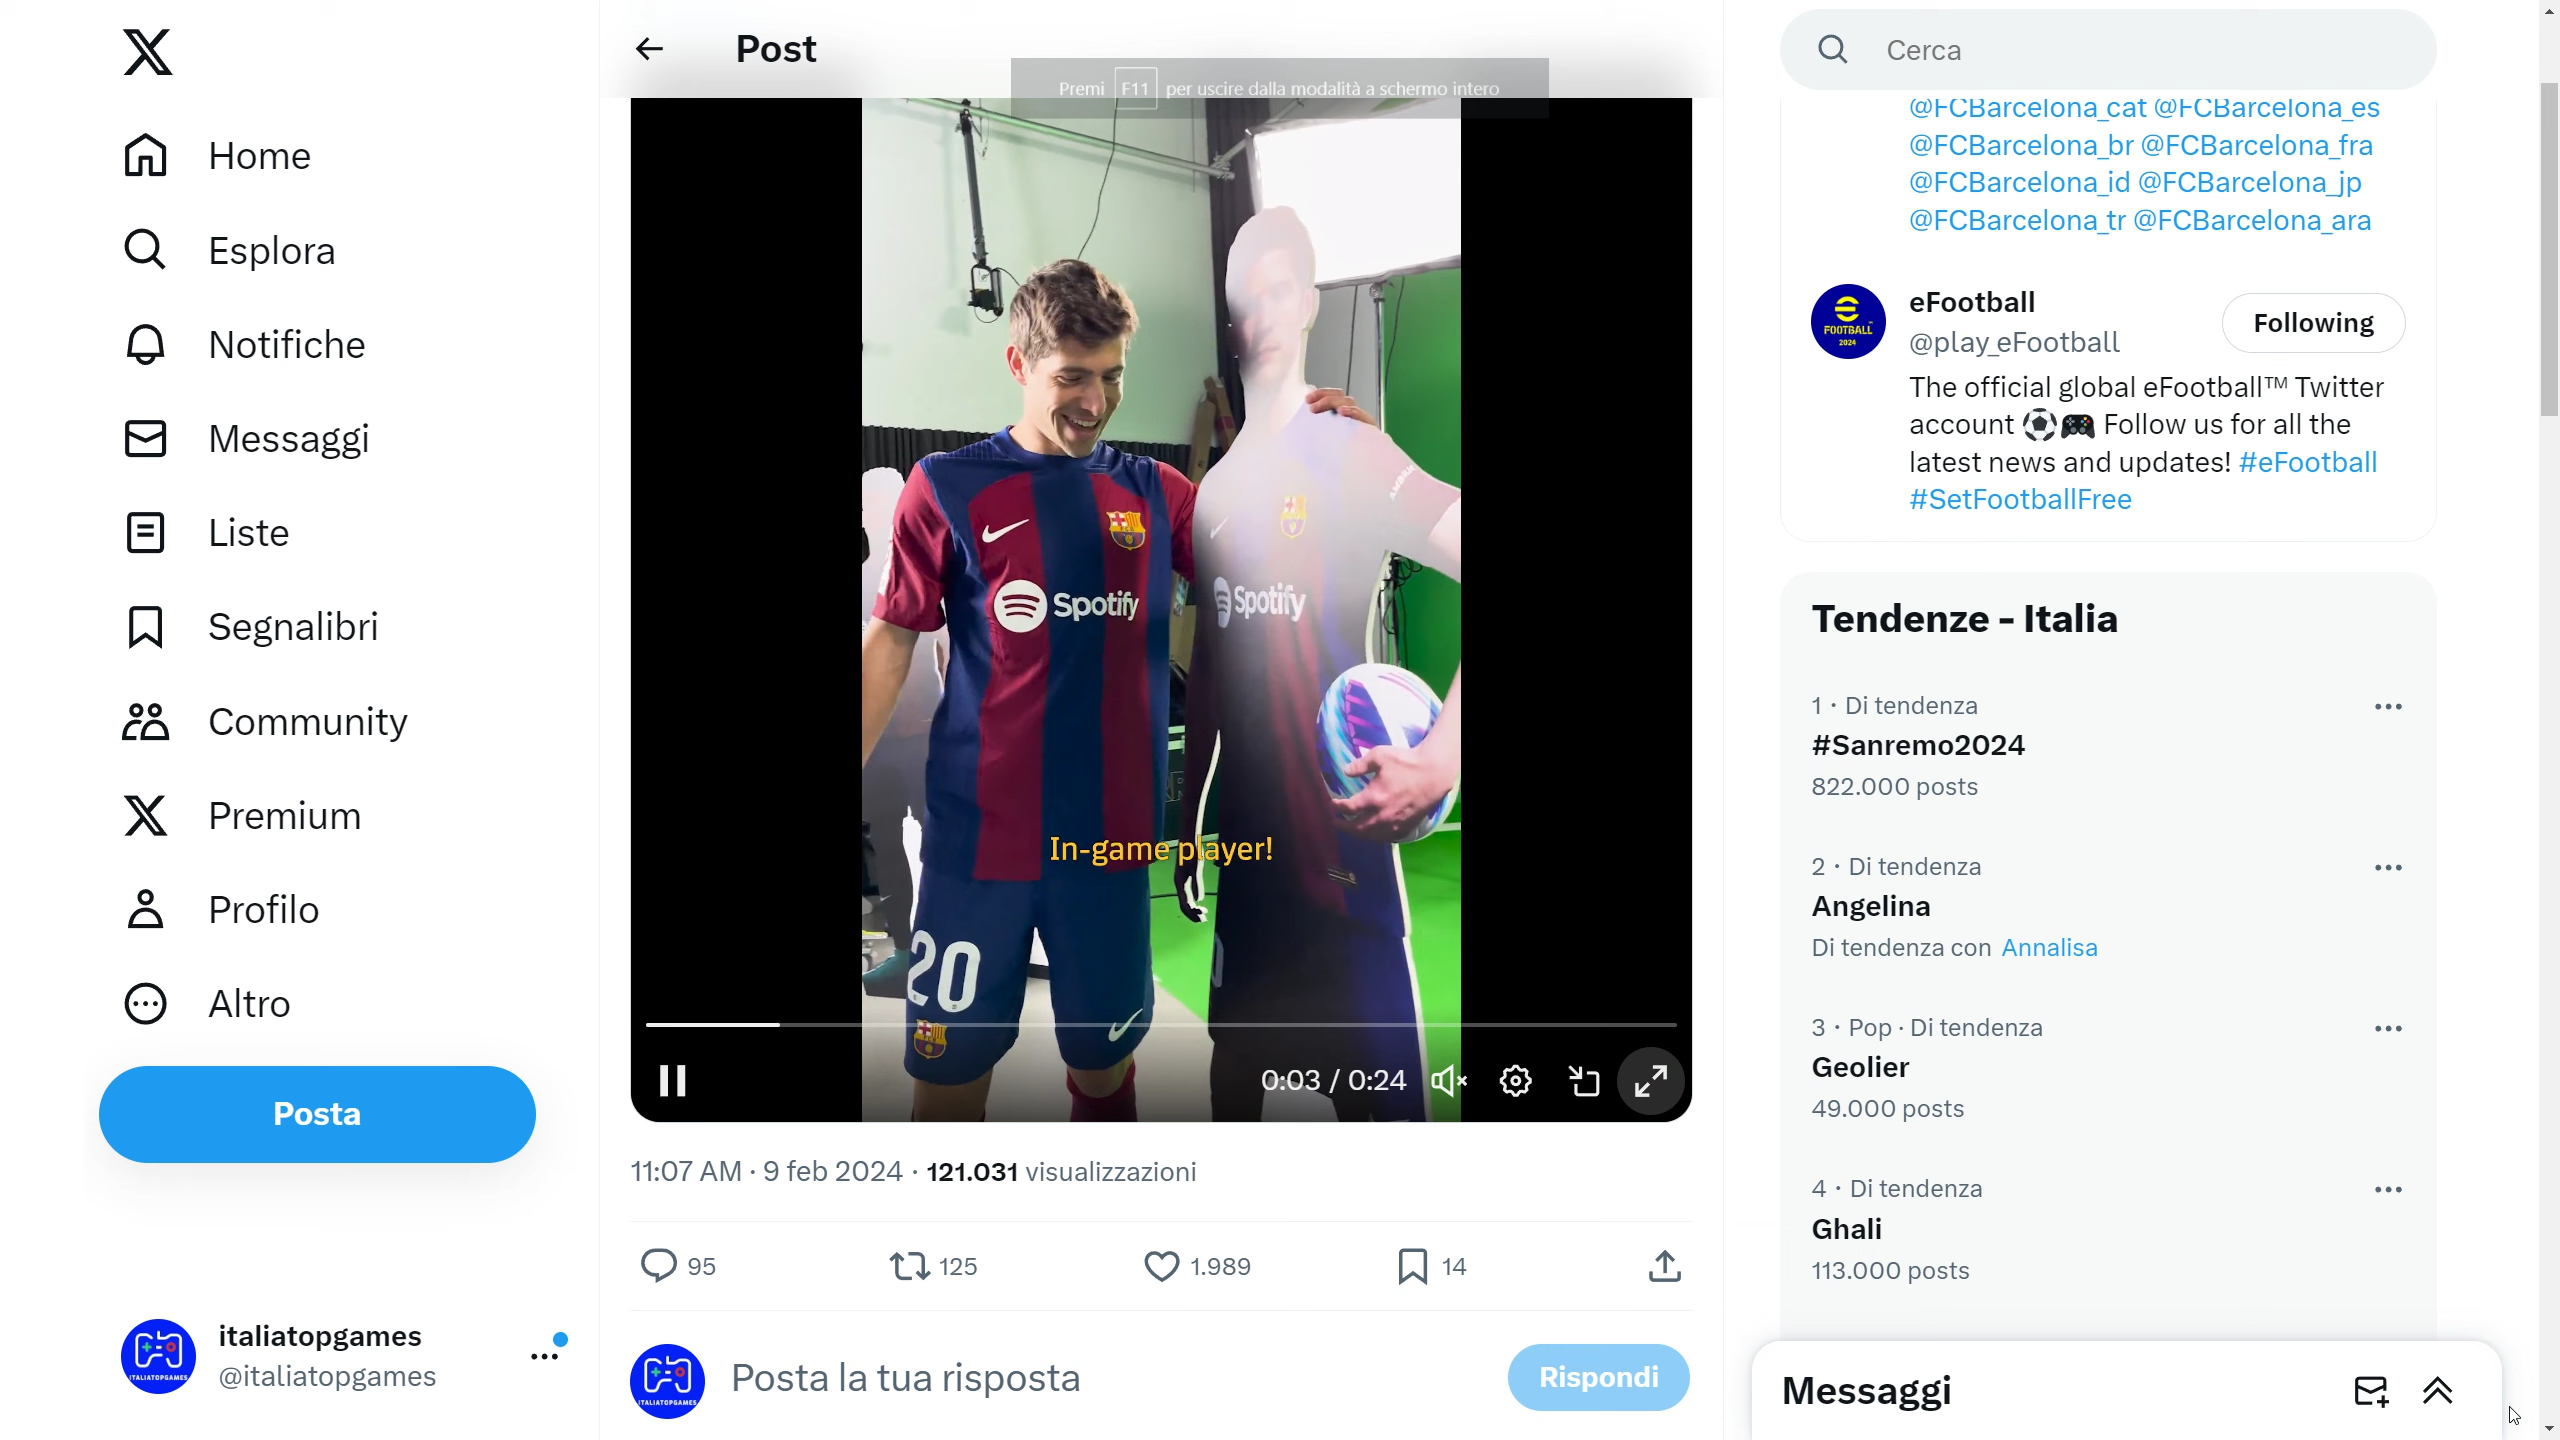 Home
Esplora
Notifiche
Messaggi
Liste
Segnalibri
Community
Premium
Profilo
Altro
Posta
italiatopgames
@italiatopgames
Post
Premi F11 per uscire dalla modalità a schermo intero
Spotify
Spotify
In-game player!
20
0:03 / 0:24
11:07 AM · 9 feb 2024 · 121.031 visualizzazioni
95
125
1.989
14
ITALIATOPGAMES
Posta la tua risposta
Rispondi
Cerca
@FCBarcelona_cat @FCBarcelona_es
@FCBarcelona_br @FCBarcelona_fra
@FCBarcelona_id @FCBarcelona_jp
@FCBarcelona_tr @FCBarcelona_ara
FOOTBALL
2024
eFootball
@play_eFootball
Following
The official global eFootball™ Twitter
account ⚽🎮 Follow us for all the
latest news and updates! #eFootball
#SetFootballFree
Tendenze - Italia
1 · Di tendenza
#Sanremo2024
822.000 posts
2 · Di tendenza
Angelina
Di tendenza con Annalisa
3 · Pop · Di tendenza
Geolier
49.000 posts
4 · Di tendenza
Ghali
113.000 posts
Messaggi
ITALIATOPGAMES